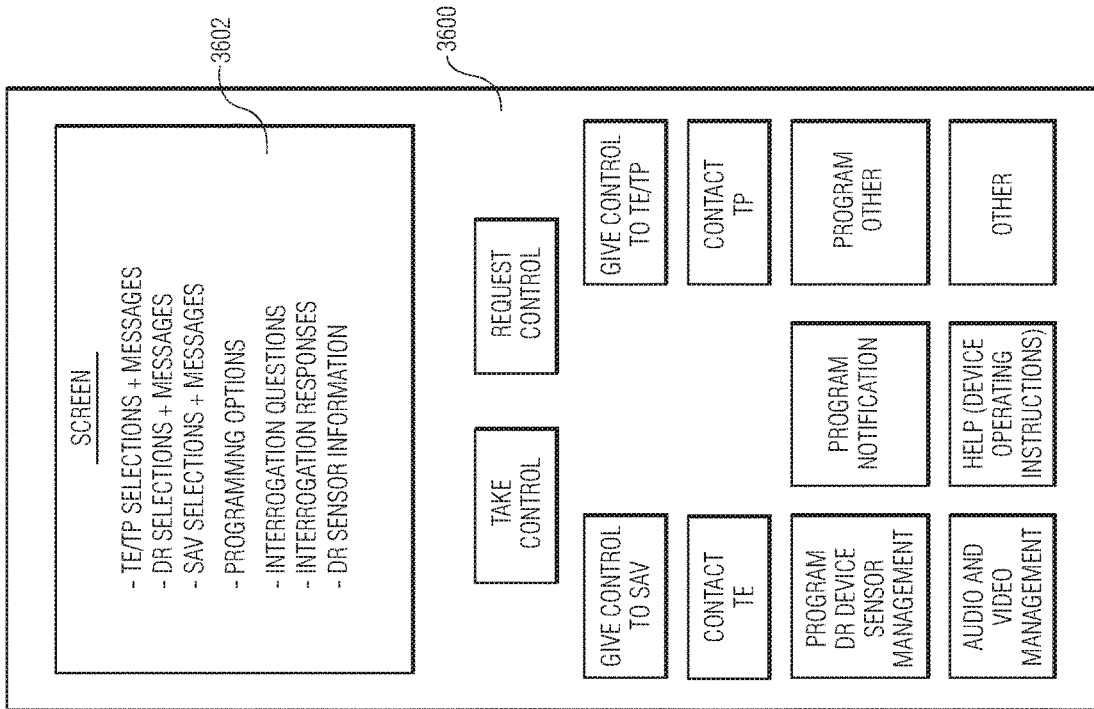 SCREEN
- TE/TP SELECTIONS + MESSAGES
- DR SELECTIONS + MESSAGES
- SAV SELECTIONS + MESSAGES
- PROGRAMMNG OPTIONS
- INTERROGATION QUESTIONS
- INTERROGATION RESPONSES
- DR SENSOR INFORMATION
3602
3600
TAKE
CONTROL
REQUEST
CONTROL
GIVE CONTROL
TO SAV
GIVE CONTROL
TO TE/TP
CONTACT
TE
CONTACT
TP
PROGRAM
DR DEVICE
SENSOR
MANAGEMENT
PROGRAM
NOTIFICATION
PROGRAM
OTHER
AUDIO AND
VIDEO
MANAGEMENT
HELP (DEVICE
OPERATING
INSTRUCTIONS)
OTHER